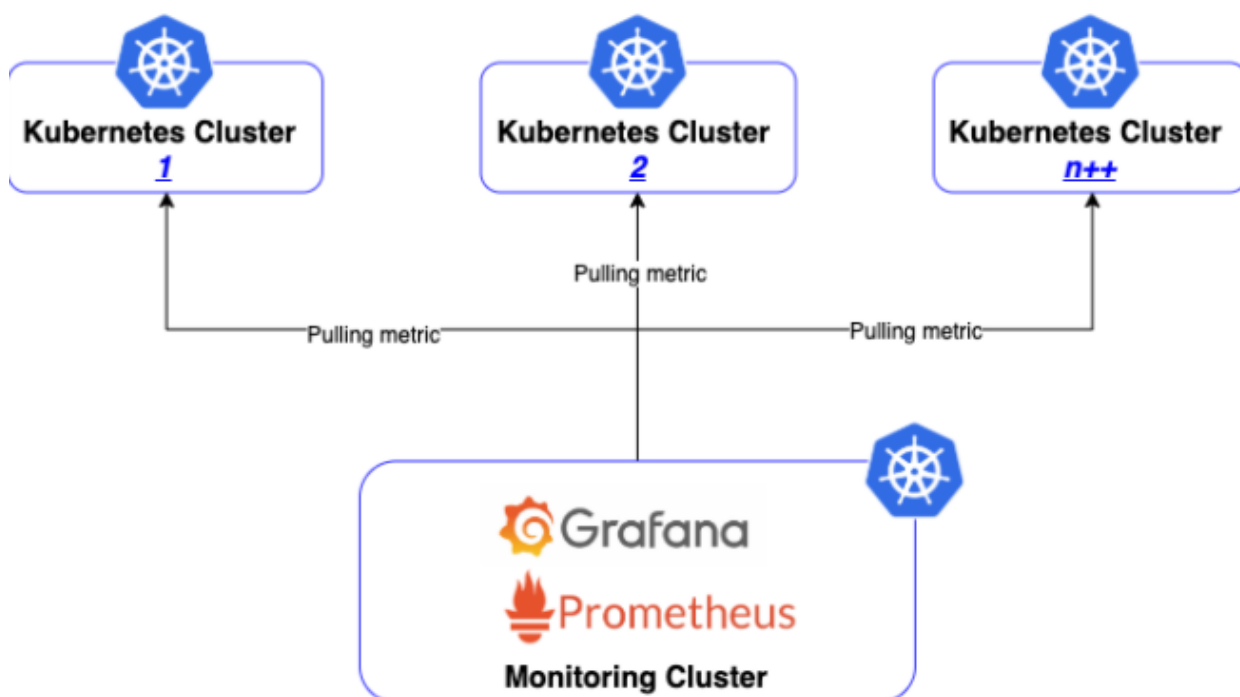 Kubernetes Cluster
1
Kubernetes Cluster
2
Kubernetes Cluster
n++
Pulling metric
Pulling metric
Pulling metric
Grafana
Prometheus
Monitoring Cluster